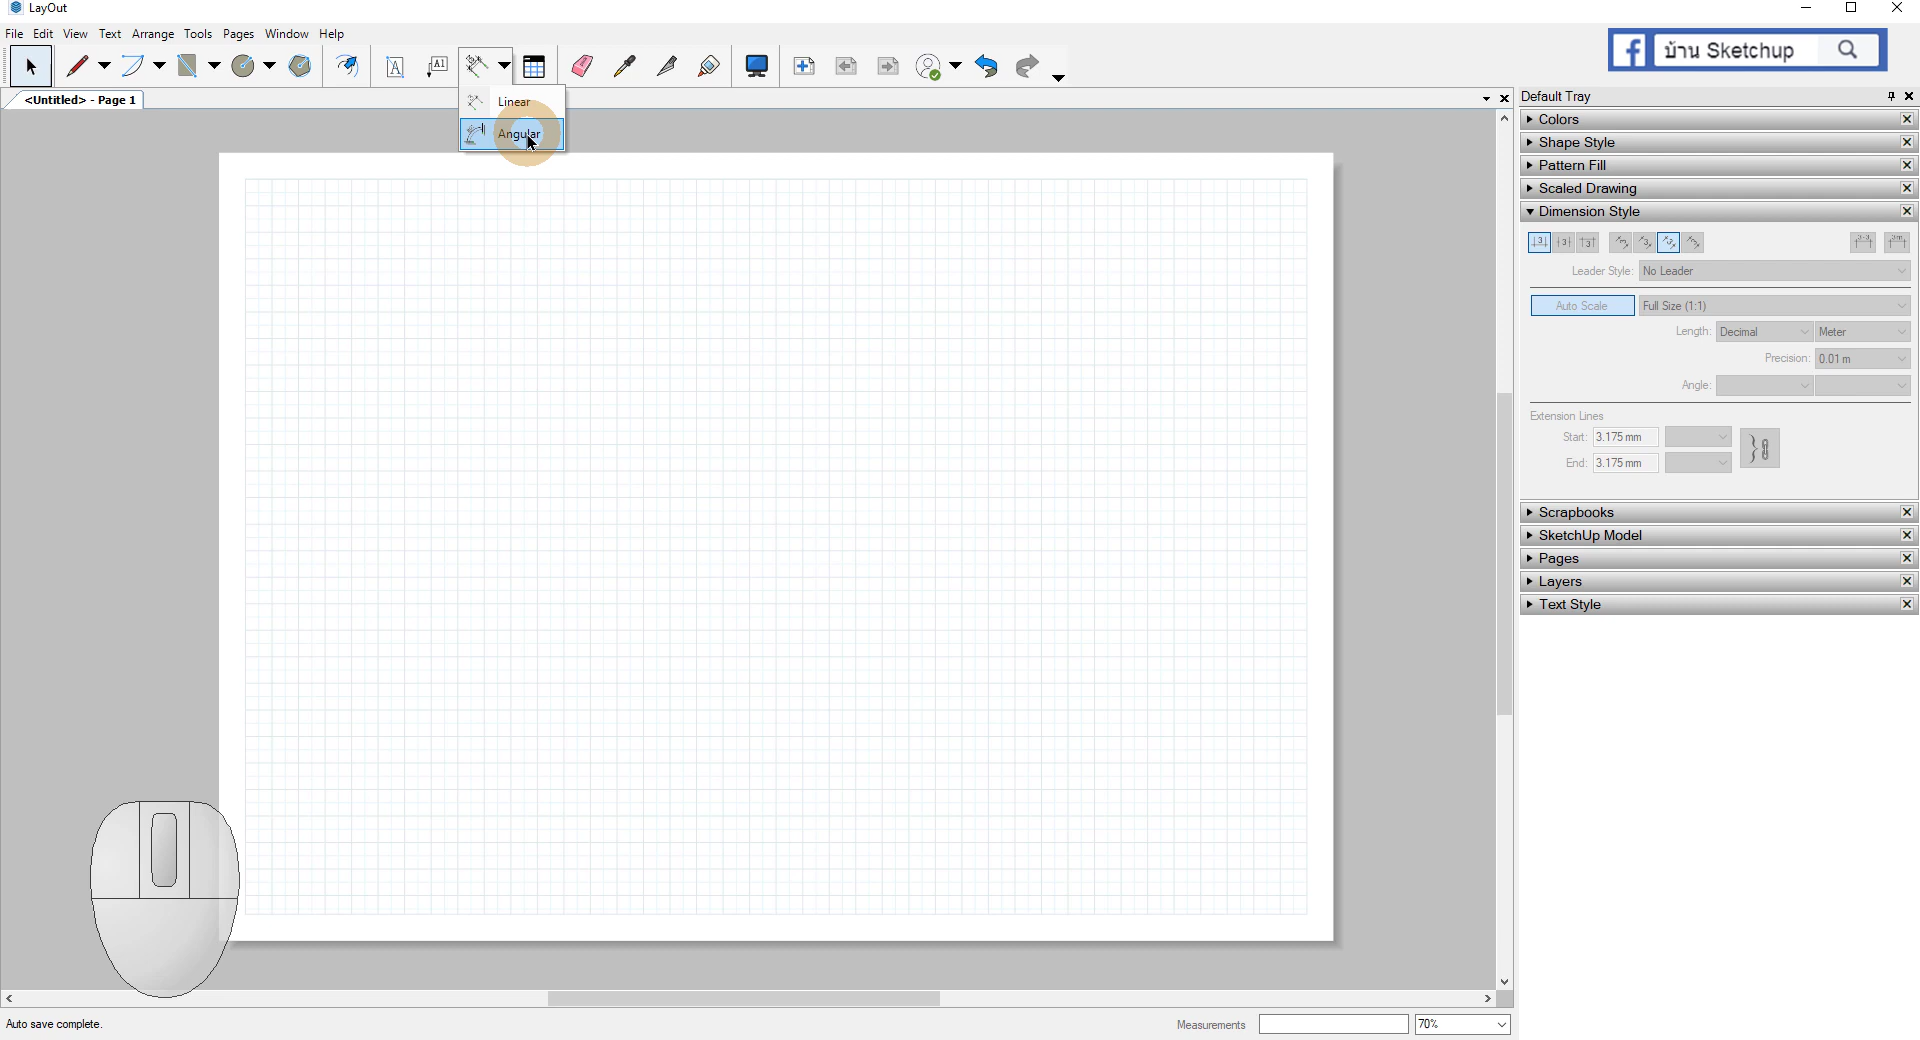 LayOut
File Edit View Text Arrange Tools Pages Window Help
บ้าน Sketchup
A1
Linear
Angular
<Untitled> - Page 1
Default Tray
Colors
Shape Style
Pattern Fill
Scaled Drawing
Dimension Style
Leader Style: No Leader
Auto Scale Full Size (1:1)
Length: Decimal Meter
Precision: 0.01 m
Angle:
Extension Lines
Start: 3.175 mm
End: 3.175 mm
Scrapbooks
SketchUp Model
Pages
Layers
Text Style
Auto save complete.
Measurements 70%